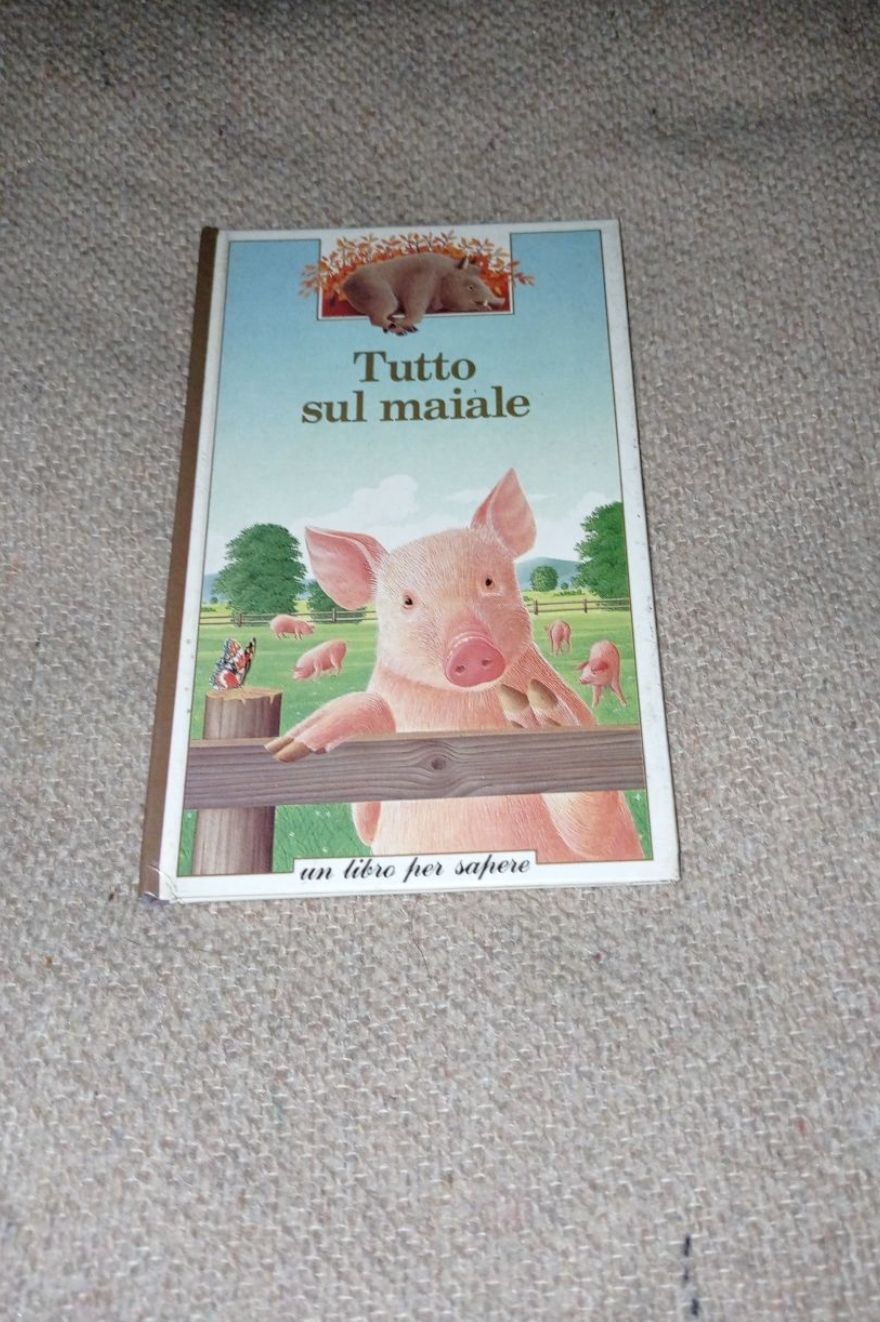 Tutto
sul maiale
un libro per sapere